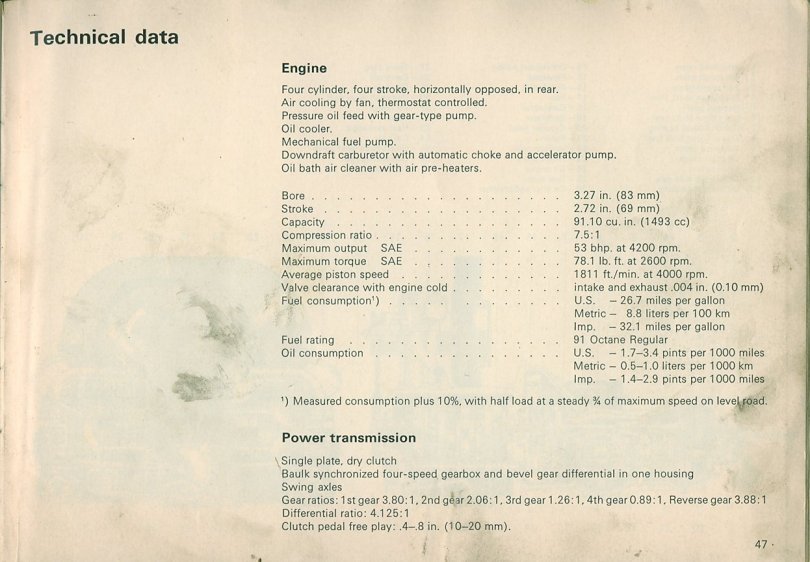 Technical data
Engine
Four cylinder, four stroke, horizontally opposed, in rear.
Air cooling by fan, thermostat controlled.
Pressure oil feed with gear-type pump.
Oil cooler.
Mechanical fuel pump.
Downdraft carburetor with automatic choke and accelerator pump.
Oil bath air cleaner with air pre-heaters.
Bore . . . . . . . . . . . . . . . . . . . 3.27 in. (83 mm)
Stroke . . . . . . . . . . . . . . . . . . 2.72 in. (69 mm)
Capacity . . . . . . . . . . . . . . . . . 91.10 cu. in. (1493 cc)
Compression ratio . . . . . . . . . . . . . . 7.5:1
Maximum output SAE . . . . . . . . . . . 53 bhp. at 4200 rpm.
Maximum torque SAE . . . . . . . . . . . 78.1 lb. ft. at 2600 rpm.
Average piston speed . . . . . . . . . . . . 1811 ft./min. at 4000 rpm.
Valve clearance with engine cold . . . . . . . . intake and exhaust .004 in. (0.10 mm)
Fuel consumption¹) . . . . . . . . . . . . . U.S. – 26.7 miles per gallon
Metric – 8.8 liters per 100 km
Imp. – 32.1 miles per gallon
Fuel rating . . . . . . . . . . . . . . . . 91 Octane Regular
Oil consumption . . . . . . . . . . . . . . U.S. – 1.7–3.4 pints per 1000 miles
Metric – 0.5–1.0 liters per 1000 km
Imp. – 1.4–2.9 pints per 1000 miles
¹) Measured consumption plus 10%, with half load at a steady ¾ of maximum speed on level road.
Power transmission
Single plate, dry clutch
Baulk synchronized four-speed gearbox and bevel gear differential in one housing
Swing axles
Gear ratios: 1st gear 3.80:1, 2nd gear 2.06:1, 3rd gear 1.26:1, 4th gear 0.89:1, Reverse gear 3.88:1
Differential ratio: 4.125:1
Clutch pedal free play: .4–.8 in. (10–20 mm).
47